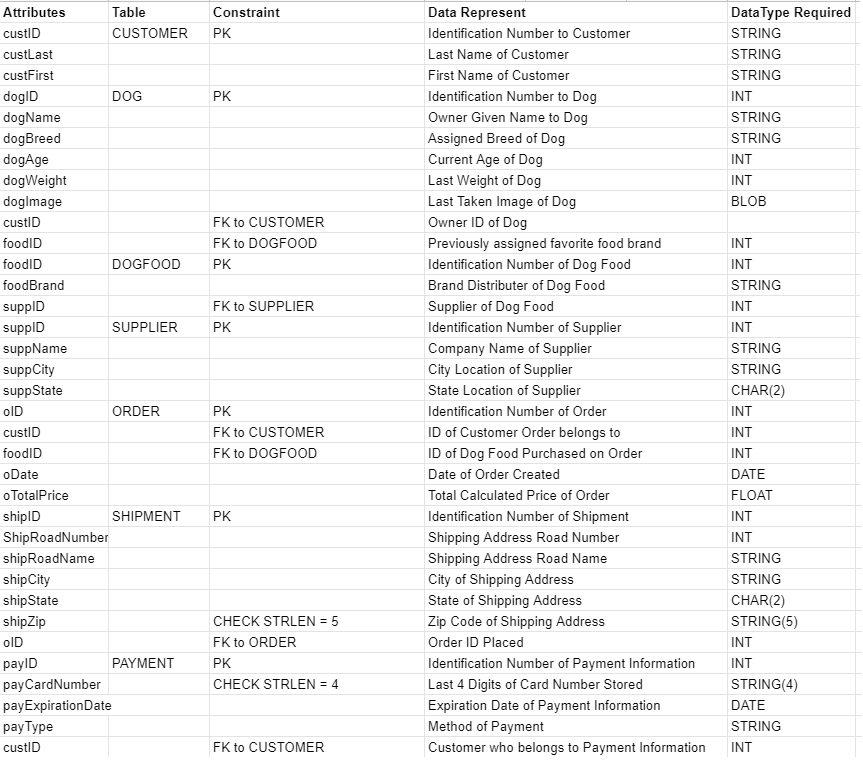 Attributes Table Constraint Data Represent DataType Required
custID CUSTOMER PK Identification Number to Customer STRING
custLast Last Name of Customer STRING
custFirst First Name of Customer STRING
dogID DOG PK Identification Number to Dog INT
dogName Owner Given Name to Dog STRING
dogBreed Assigned Breed of Dog STRING
dogAge Current Age of Dog INT
dogWeight Last Weight of Dog INT
dogImage Last Taken Image of Dog BLOB
custID FK to CUSTOMER Owner ID of Dog
foodID FK to DOGFOOD Previously assigned favorite food brand INT
foodID DOGFOOD PK Identification Number of Dog Food INT
foodBrand Brand Distributer of Dog Food STRING
suppID FK to SUPPLIER Supplier of Dog Food INT
suppID SUPPLIER PK Identification Number of Supplier INT
suppName Company Name of Supplier STRING
suppCity City Location of Supplier STRING
suppState State Location of Supplier CHAR(2)
oID ORDER PK Identification Number of Order INT
custID FK to CUSTOMER ID of Customer Order belongs to INT
foodID FK to DOGFOOD ID of Dog Food Purchased on Order INT
oDate Date of Order Created DATE
oTotalPrice Total Calculated Price of Order FLOAT
shipID SHIPMENT PK Identification Number of Shipment INT
ShipRoadNumber Shipping Address Road Number INT
shipRoadName Shipping Address Road Name STRING
shipCity City of Shipping Address STRING
shipState State of Shipping Address CHAR(2)
shipZip CHECK STRLEN = 5 Zip Code of Shipping Address STRING(5)
oID FK to ORDER Order ID Placed INT
payID PAYMENT PK Identification Number of Payment Information INT
payCardNumber CHECK STRLEN = 4 Last 4 Digits of Card Number Stored STRING(4)
payExpirationDate Expiration Date of Payment Information DATE
payType Method of Payment STRING
custID FK to CUSTOMER Customer who belongs to Payment Information INT